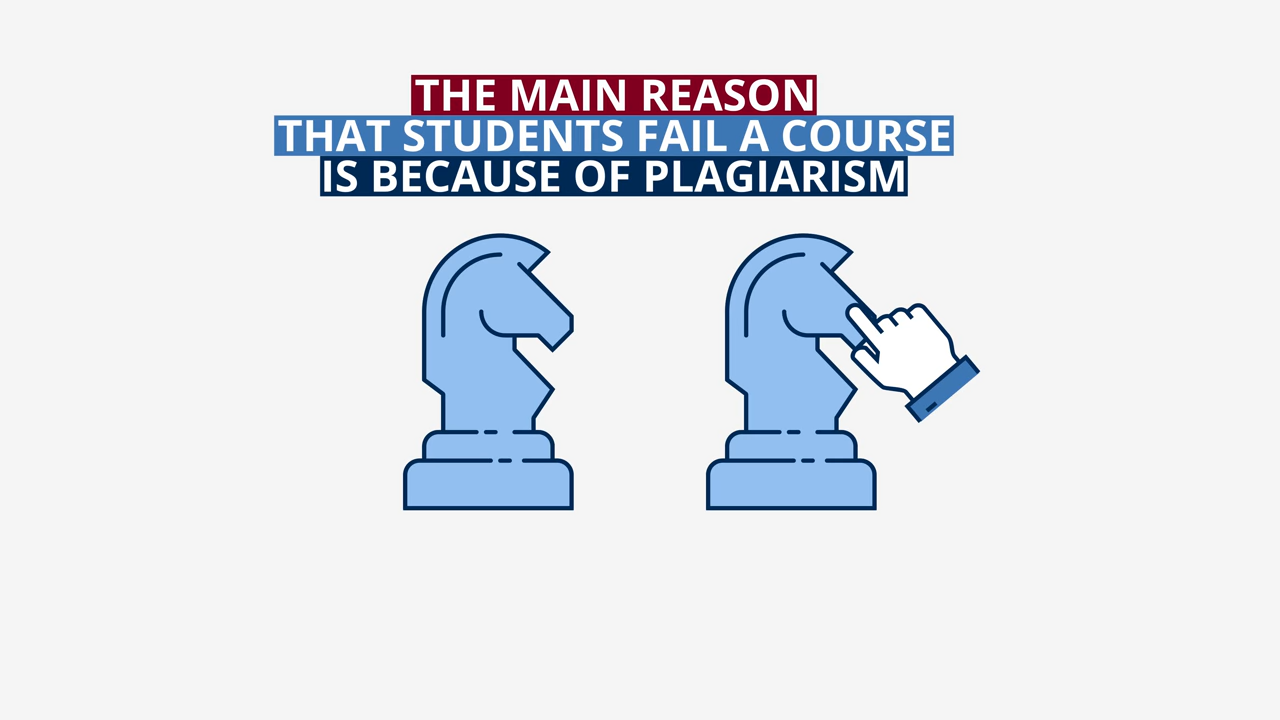 THE MAIN REASON
THAT STUDENTS FAIL A COURSE
IS BECAUSE OF PLAGIARISM